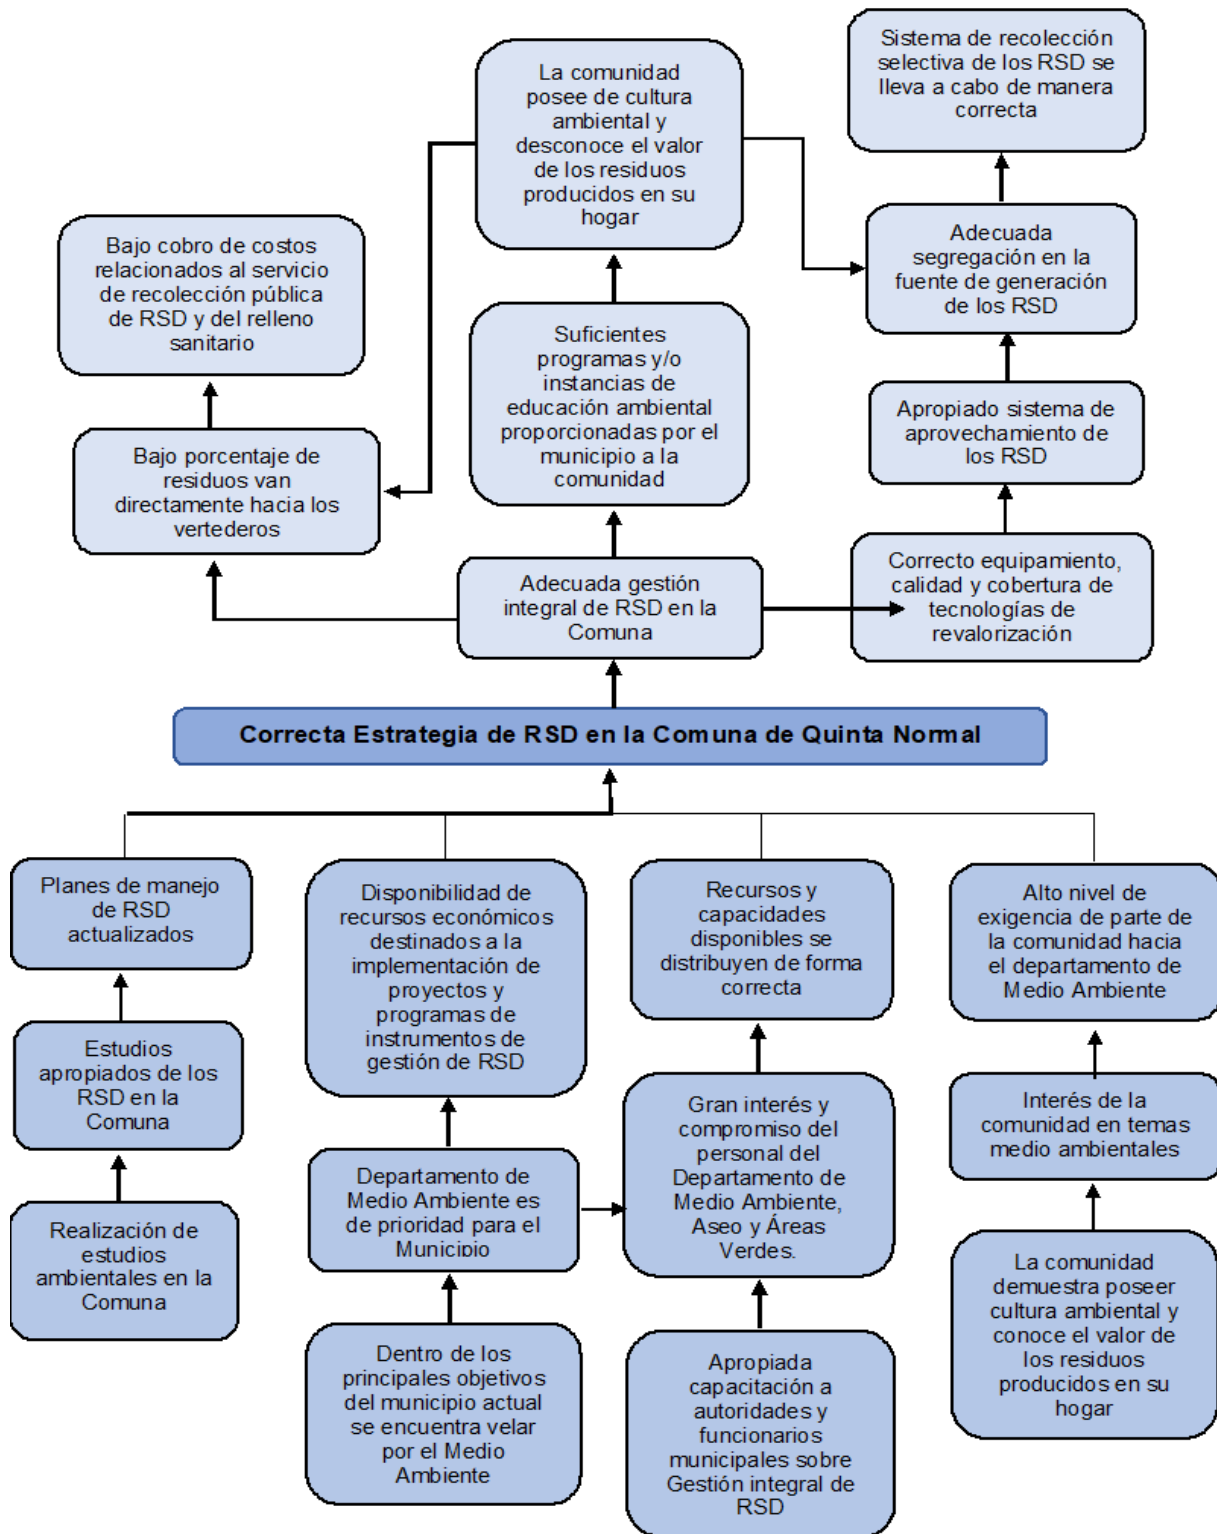 Sistema de recolección
selectiva de los RSD se
lleva a cabo de manera
correcta
La comunidad
posee de cultura
ambiental y
desconoce el valor
de los residuos
producidos en su
hogar
Adecuada
segregación en la
fuente de generación
de los RSD
Bajo cobro de costos
relacionados al servicio
de recolección pública
de RSD y del relleno
sanitario
Suficientes
programas y/o
instancias de
educación ambiental
proporcionadas por el
municipio a la
comunidad
Apropiado sistema de
aprovechamiento de
los RSD
Bajo porcentaje de
residuos van
directamente hacia los
vertederos
Adecuada gestión
integral de RSD en la
Comuna
Correcto equipamiento,
calidad y cobertura de
tecnologías de
revalorización
Correcta Estrategia de RSD en la Comuna de Quinta Normal
Planes de manejo
de RSD
actualizados
Disponibilidad de
recursos económicos
destinados a la
implementación de
proyectos y
programas de
instrumentos de
gestión de RSD
Recursos y
capacidades
disponibles se
distribuyen de forma
correcta
Alto nivel de
exigencia de parte de
la comunidad hacia
el departamento de
Medio Ambiente
Estudios
apropiados de los
RSD en la
Comuna
Departamento de
Medio Ambiente es
de prioridad para el
Municipio
Gran interés y
compromiso del
personal del
Departamento de
Medio Ambiente,
Aseo y Áreas
Verdes.
Interés de la
comunidad en temas
medio ambientales
Realización de
estudios
ambientales en la
Comuna
Dentro de los
principales objetivos
del municipio actual
se encuentra velar
por el Medio
Ambiente
Apropiada
capacitación a
autoridades y
funcionarios
municipales sobre
Gestión integral de
RSD
La comunidad
demuestra poseer
cultura ambiental y
conoce el valor de
los residuos
producidos en su
hogar